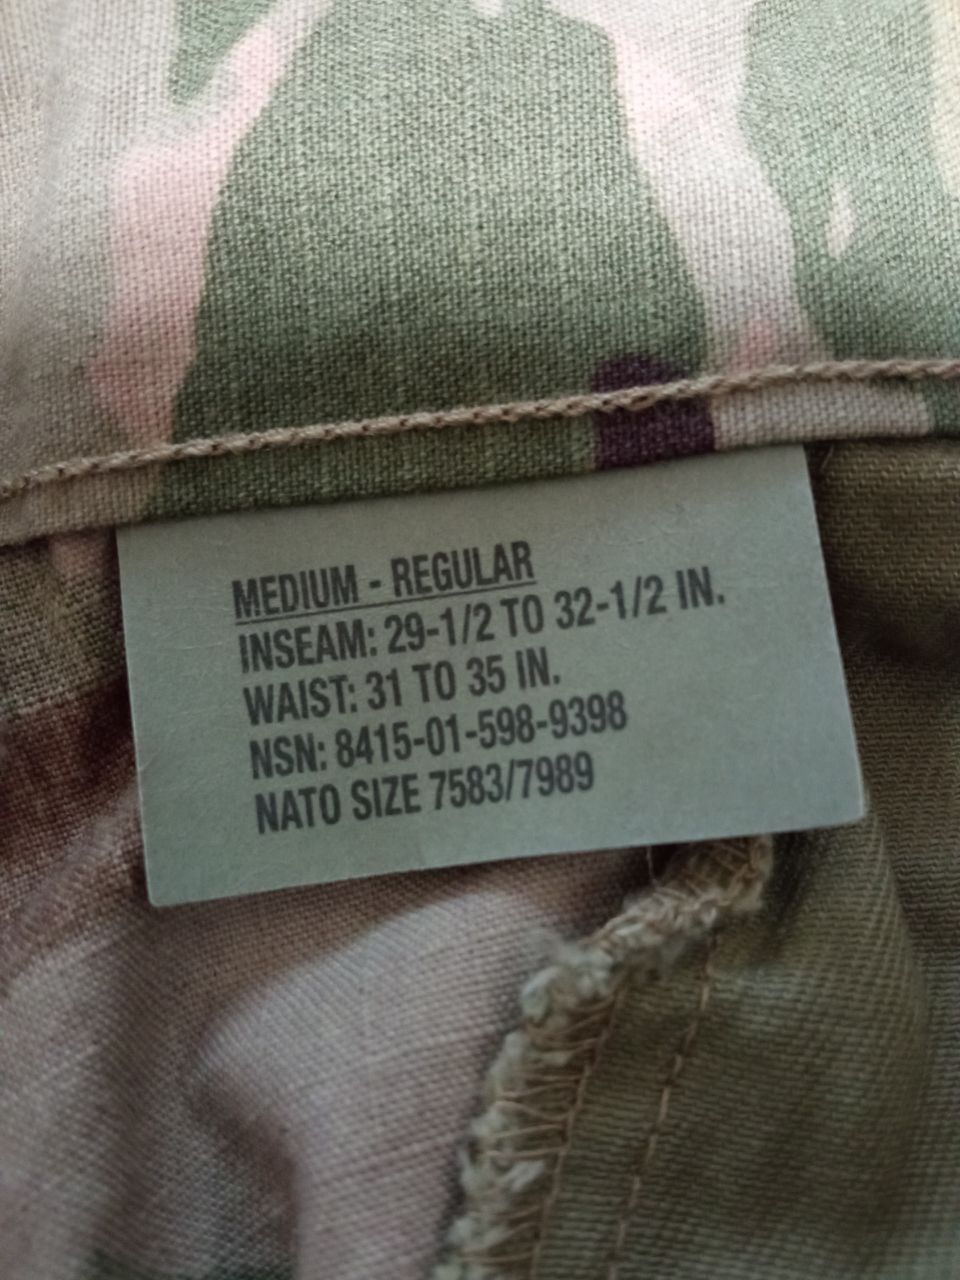 MEDIUM - REGULAR
INSEAM: 29-1/2 TO 32-1/2 IN.
WAIST: 31 TO 35 IN.
NSN: 8415-01-598-9398
NATO SIZE 7583/7989